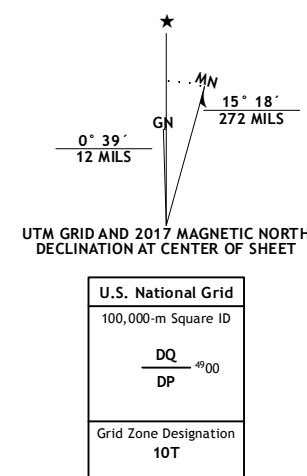 ★
MN
GN
0° 39´
12 MILS
15° 18´
272 MILS
UTM GRID AND 2017 MAGNETIC NORTH
DECLINATION AT CENTER OF SHEET
U.S. National Grid
100,000-m Square ID
DQ
4900
DP
Grid Zone Designation
10T